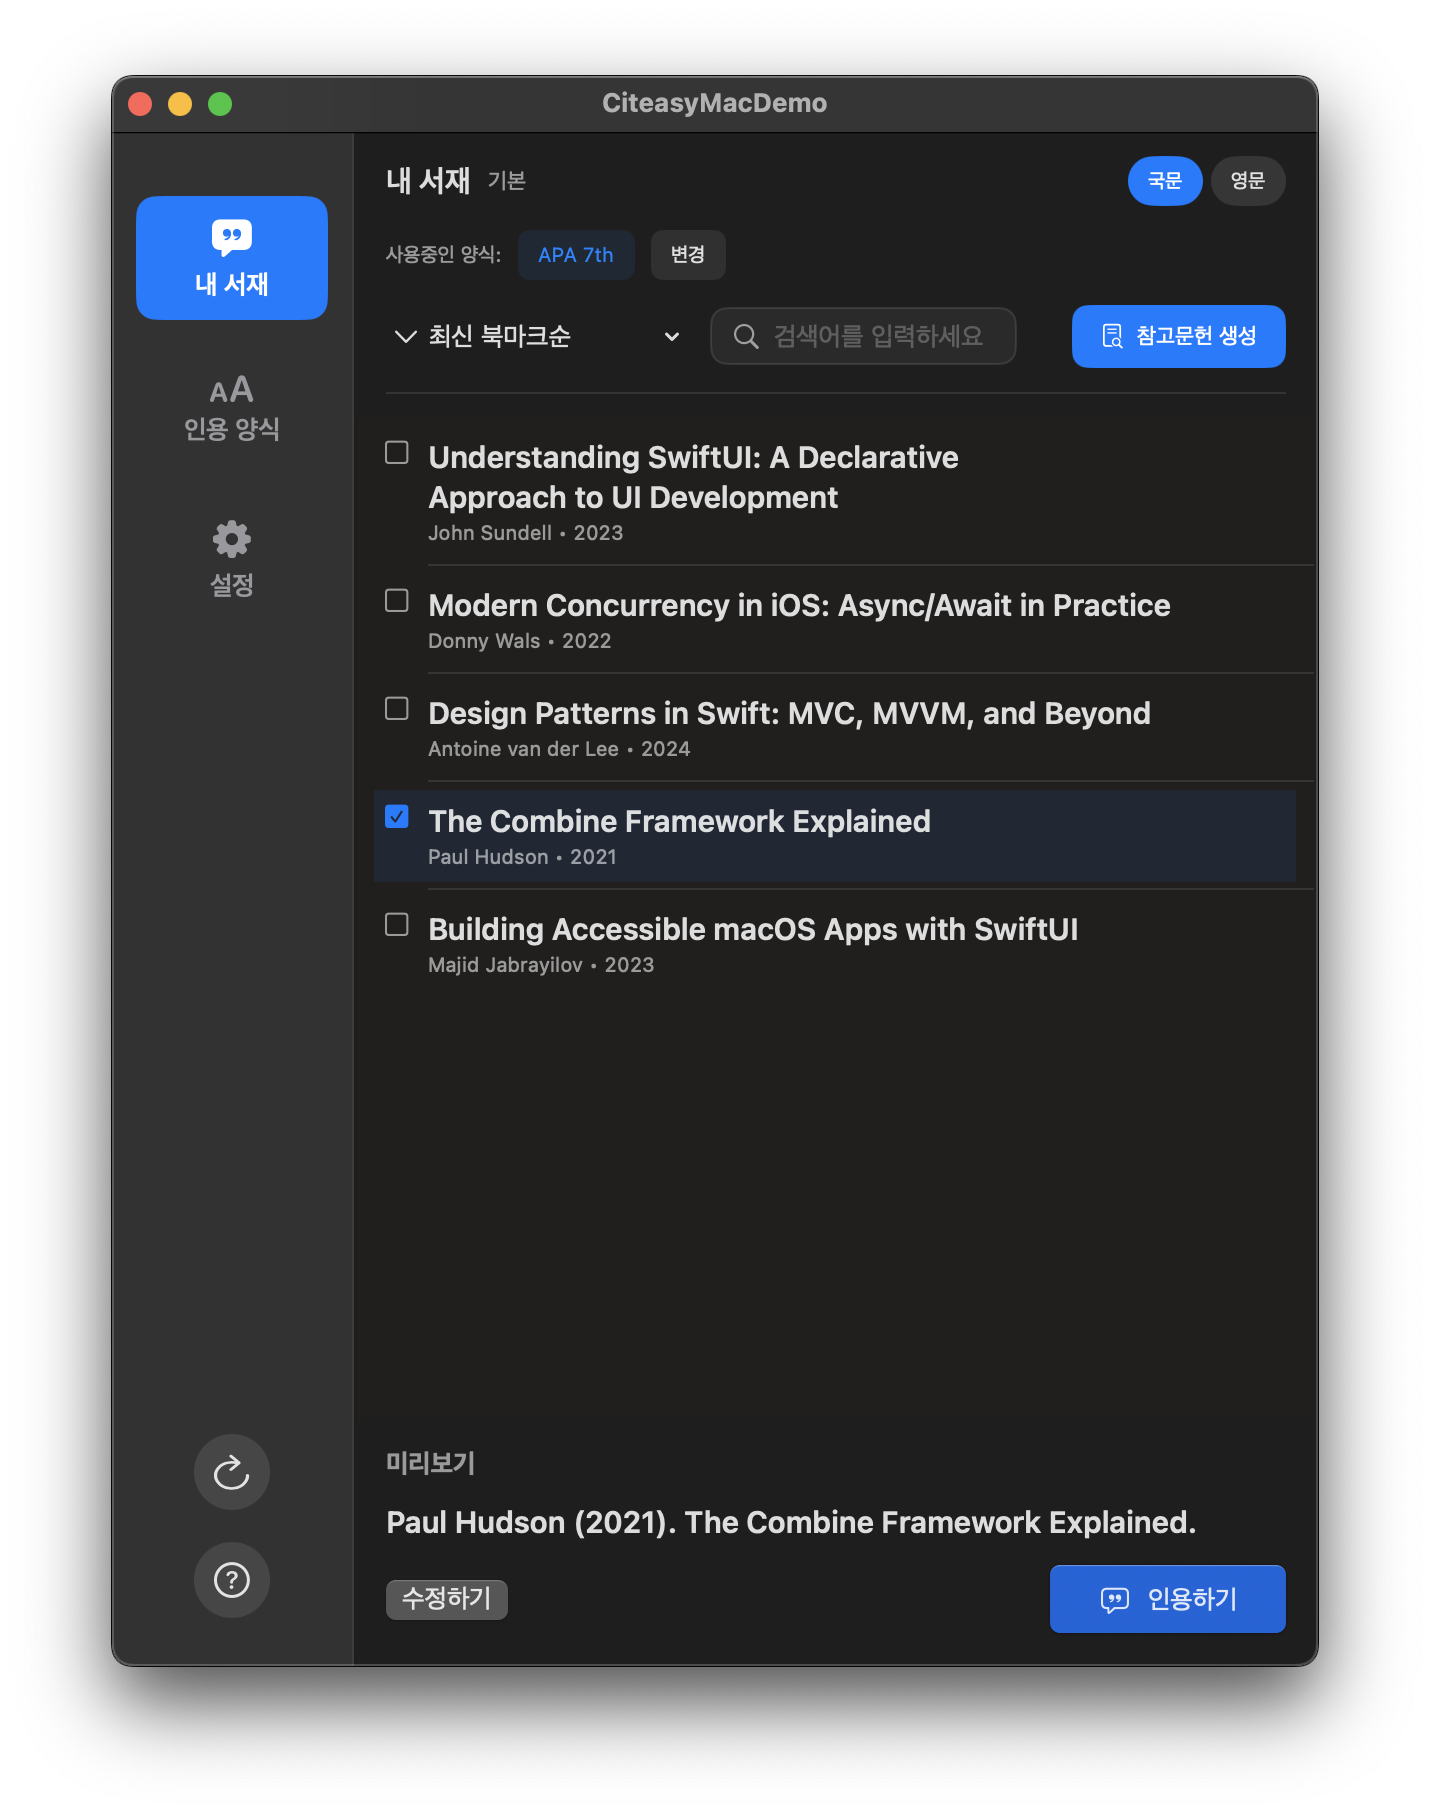 CiteasyMacDemo
내 서재
인용 양식
설정
내 서재 기본
국문 영문
사용중인 양식: APA 7th 변경
최신 북마크순
검색어를 입력하세요
참고문헌 생성
Understanding SwiftUI: A Declarative
Approach to UI Development
John Sundell • 2023
Modern Concurrency in iOS: Async/Await in Practice
Donny Wals • 2022
Design Patterns in Swift: MVC, MVVM, and Beyond
Antoine van der Lee • 2024
The Combine Framework Explained
Paul Hudson • 2021
Building Accessible macOS Apps with SwiftUI
Majid Jabrayilov • 2023
미리보기
Paul Hudson (2021). The Combine Framework Explained.
수정하기
인용하기